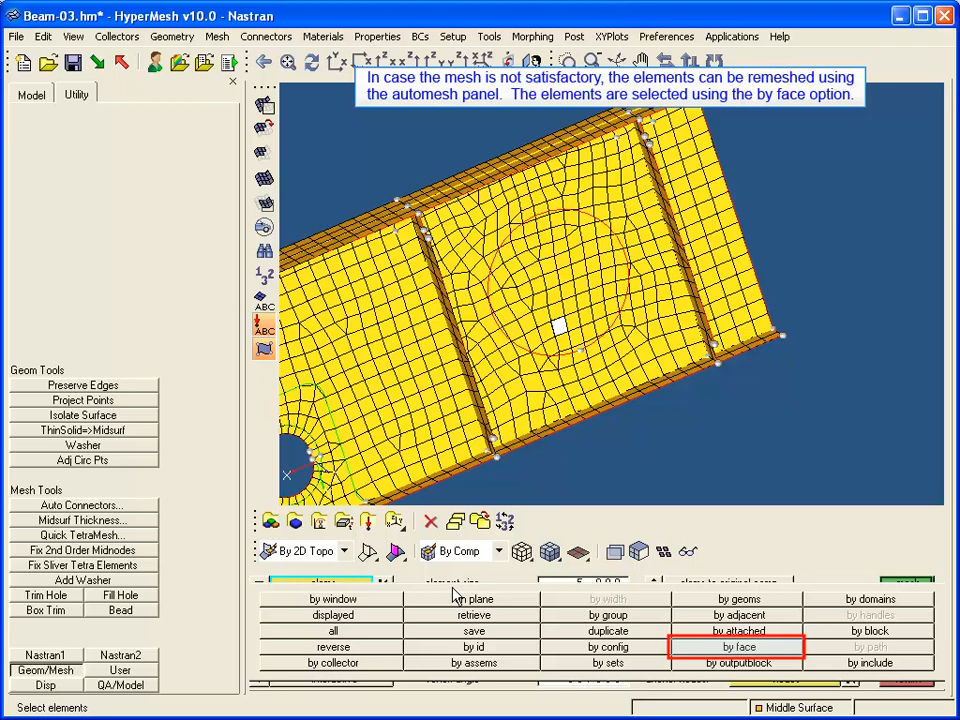 Beam-03.hm* - HyperMesh v10.0 - Nastran
File Edit View Collectors Geometry Mesh Connectors Materials Properties BCs Setup Tools Morphing Post XYPlots Preferences Applications Help
In case the mesh is not satisfactory, the elements can be remeshed using
the automesh panel. The elements are selected using the by face option.
Model Utility
1 2 3
ABC
ABC
Geom Tools
Preserve Edges
Project Points
Isolate Surface
ThinSolid=>Midsurf
Washer
Adj Circ Pts
X
Mesh Tools
Auto Connectors...
Midsurf Thickness...
Quick TetraMesh...
Fix 2nd Order Midnodes
Fix Sliver Tetra Elements
Add Washer
Trim Hole Fill Hole
Box Trim Bead
By 2D Topo By Comp
by window by width by geoms by domains
displayed retrieve by group by adjacent by handles
all save duplicate by attached by block
reverse by id by config by face by path
by collector by assems by sets by outputblock by include
Nastran1 Nastran2
Geom/Mesh User
Disp QA/Model
Select elements Middle Surface